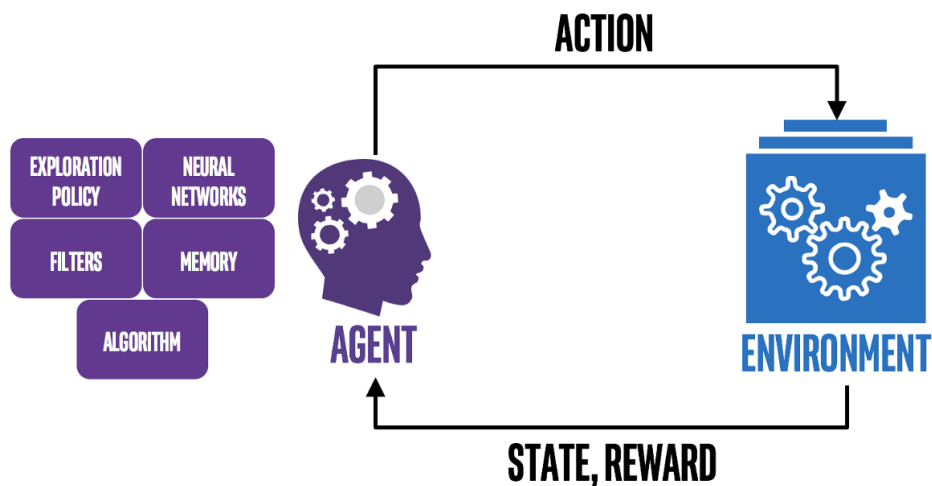 ACTION
EXPLORATION
POLICY
NEURAL
NETWORKS
FILTERS
MEMORY
ALGORITHM
AGENT
ENVIRONMENT
STATE, REWARD